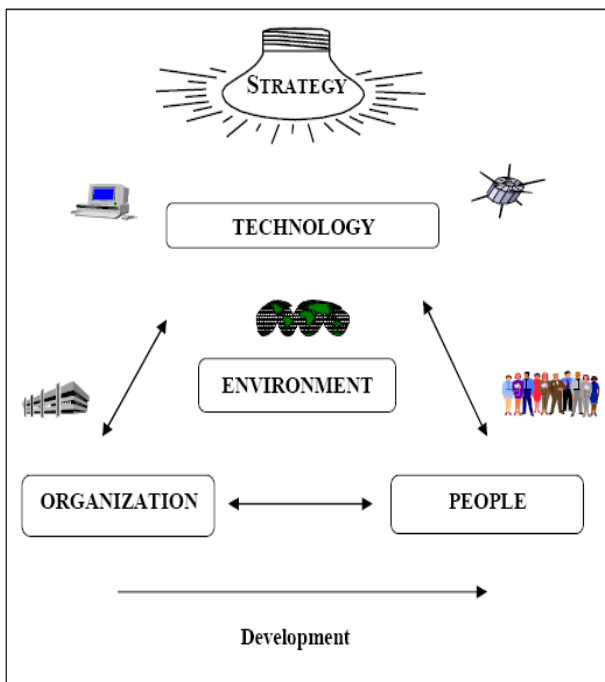 STRATEGY
TECHNOLOGY
ENVIRONMENT
ORGANIZATION
PEOPLE
Development